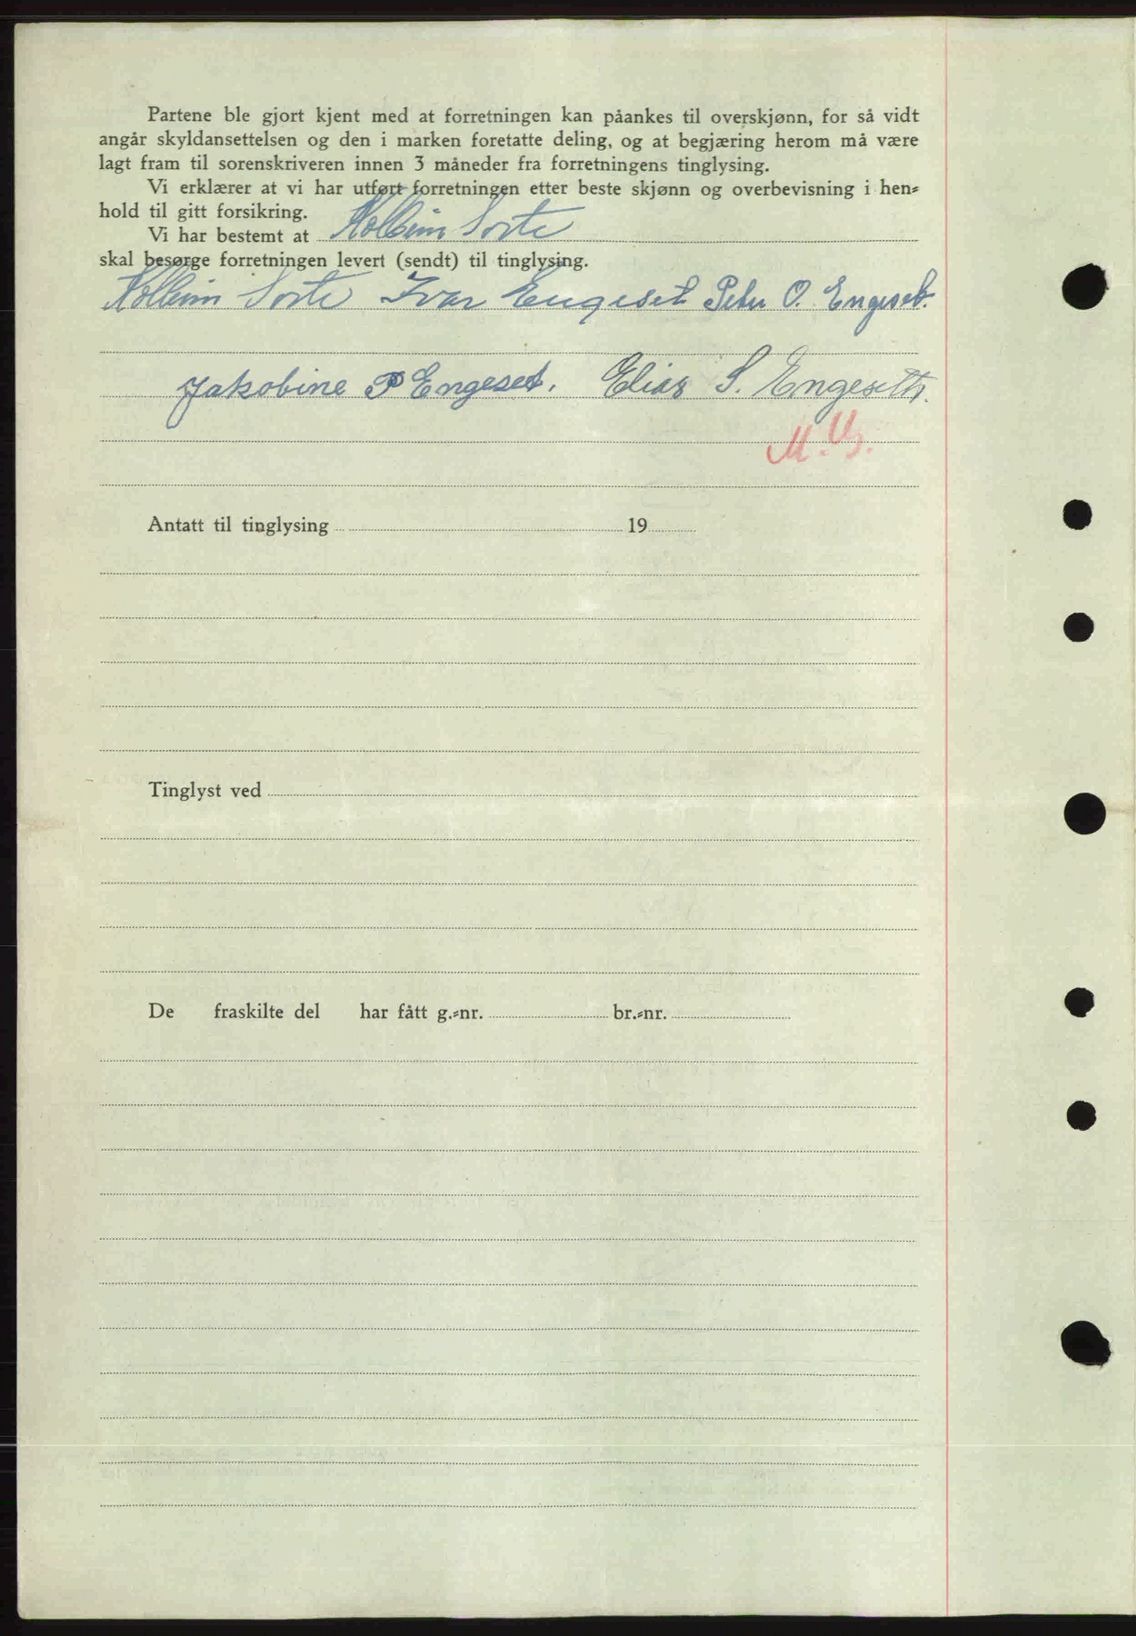 Partene ble gjort kjent med at forretningen kan påankes til overskjønn, for så vidt
angår skyldansettelsen og den i marken foretatte deling, og at begjæring herom må være
lagt fram til sorenskriveren innen 3 måneder fra forretningens tinglysing.
Vi erklærer at vi har utført forretningen etter beste skjønn og overbevisning i hen=
hold til gitt forsikring.
Vi har bestemt at Kolbein Sorte
skal besørge forretningen levert (sendt) til tinglysing.
Kolbein Sorte Ivar Engeset Peter O. Engeset.
Jakobine P Engeset. Elias S. Engeseth.
Antatt til tinglysing 19
Tinglyst ved
De fraskilte del har fått g.=nr. br.=nr.